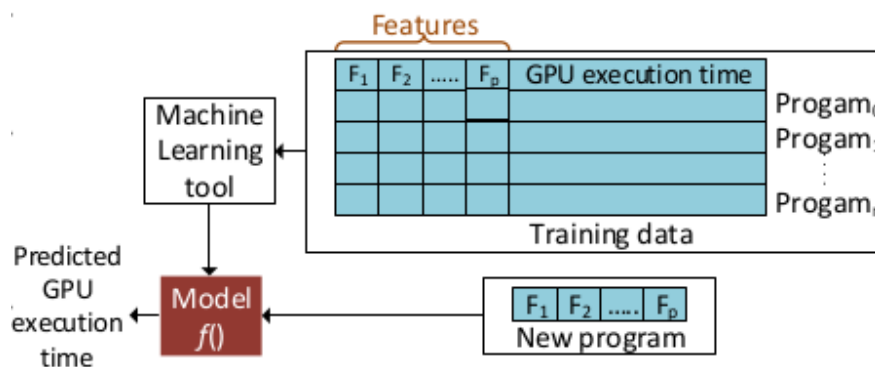 Features
F1 F2 ..... Fp GPU execution time
Progam
Progam
Progam
Training data
Machine
Learning
tool
Model
f()
Predicted
GPU
execution
time
F1 F2 ..... Fp
New program